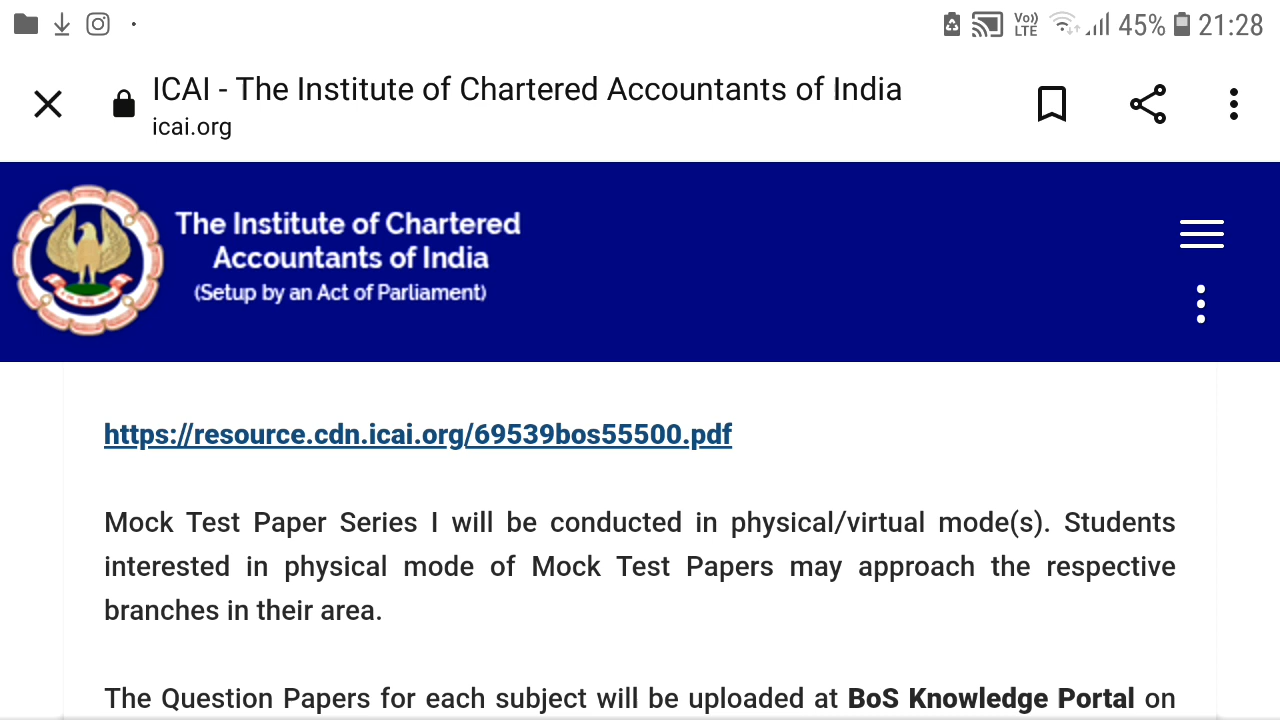 Vo)) LTE 45% 21:28
ICAI - The Institute of Chartered Accountants of India
icai.org
The Institute of Chartered
Accountants of India
(Setup by an Act of Parliament)
https://resource.cdn.icai.org/69539bos55500.pdf
Mock Test Paper Series I will be conducted in physical/virtual mode(s). Students
interested in physical mode of Mock Test Papers may approach the respective
branches in their area.
The Question Papers for each subject will be uploaded at BoS Knowledge Portal on